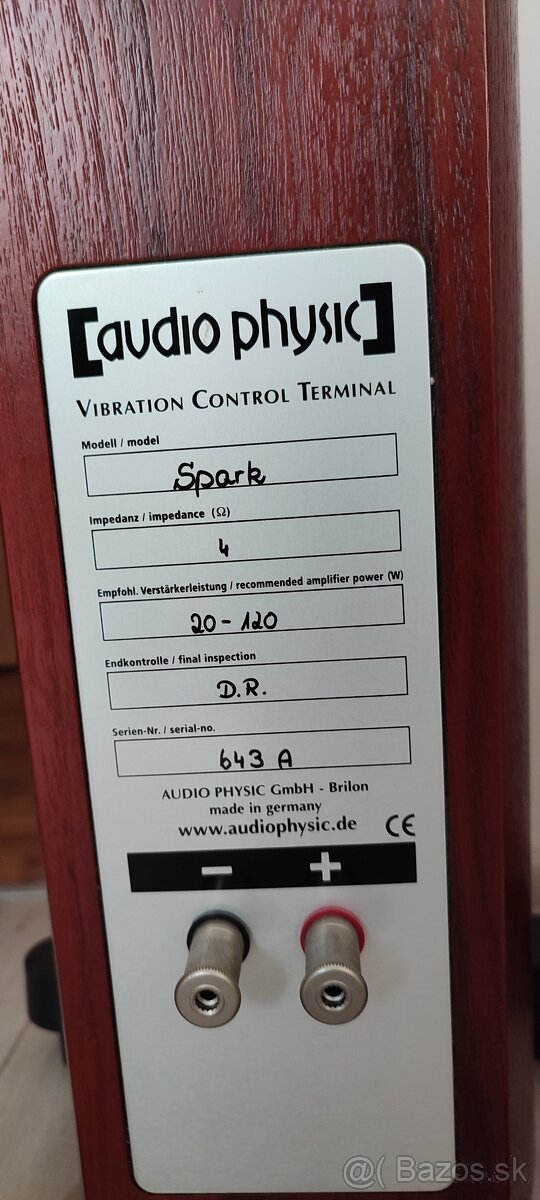 [audio physic]
VIBRATION CONTROL TERMINAL
Modell / model
Spark
Impedanz / impedance (Ω)
4
Empfohl. Verstärkerleistung / recommended amplifier power (W)
20 - 120
Endkontrolle / final inspection
D.R.
Serien-Nr. / serial-no.
643 A
AUDIO PHYSIC GmbH - Brilon
made in germany
www.audiophysic.de CE
− +
@( Bazos.sk